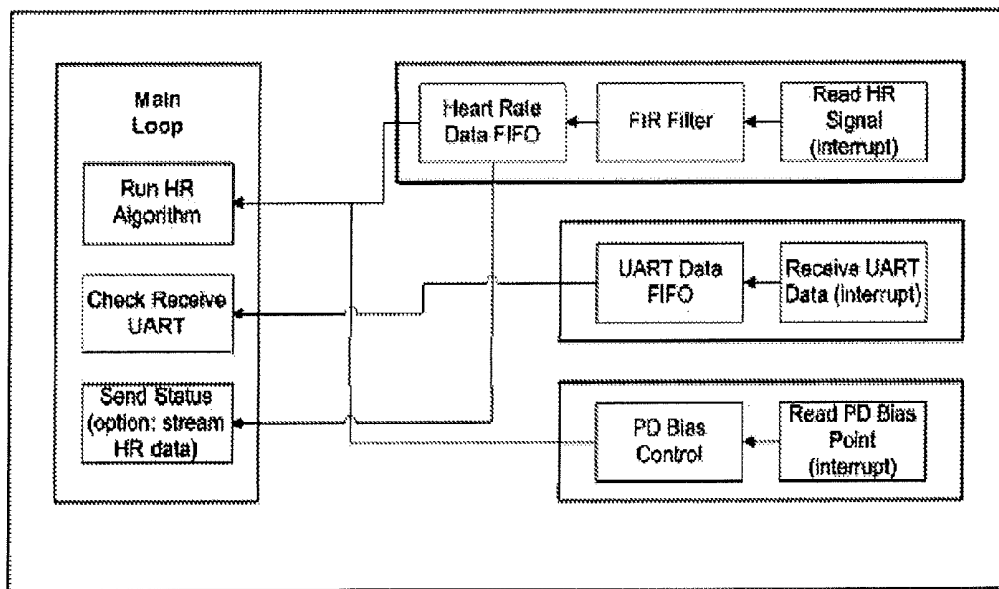 Main
Loop
Run HR
Algorithm
Check Receive
UART
Send Status
(option: stream
HR data)
Heart Rate
Data FIFO
FIR Filter
Read HR
Signal
(interrupt)
UART Data
FIFO
Receive UART
Data (interrupt)
PD Bias
Control
Read PD Bias
Point
(interrupt)